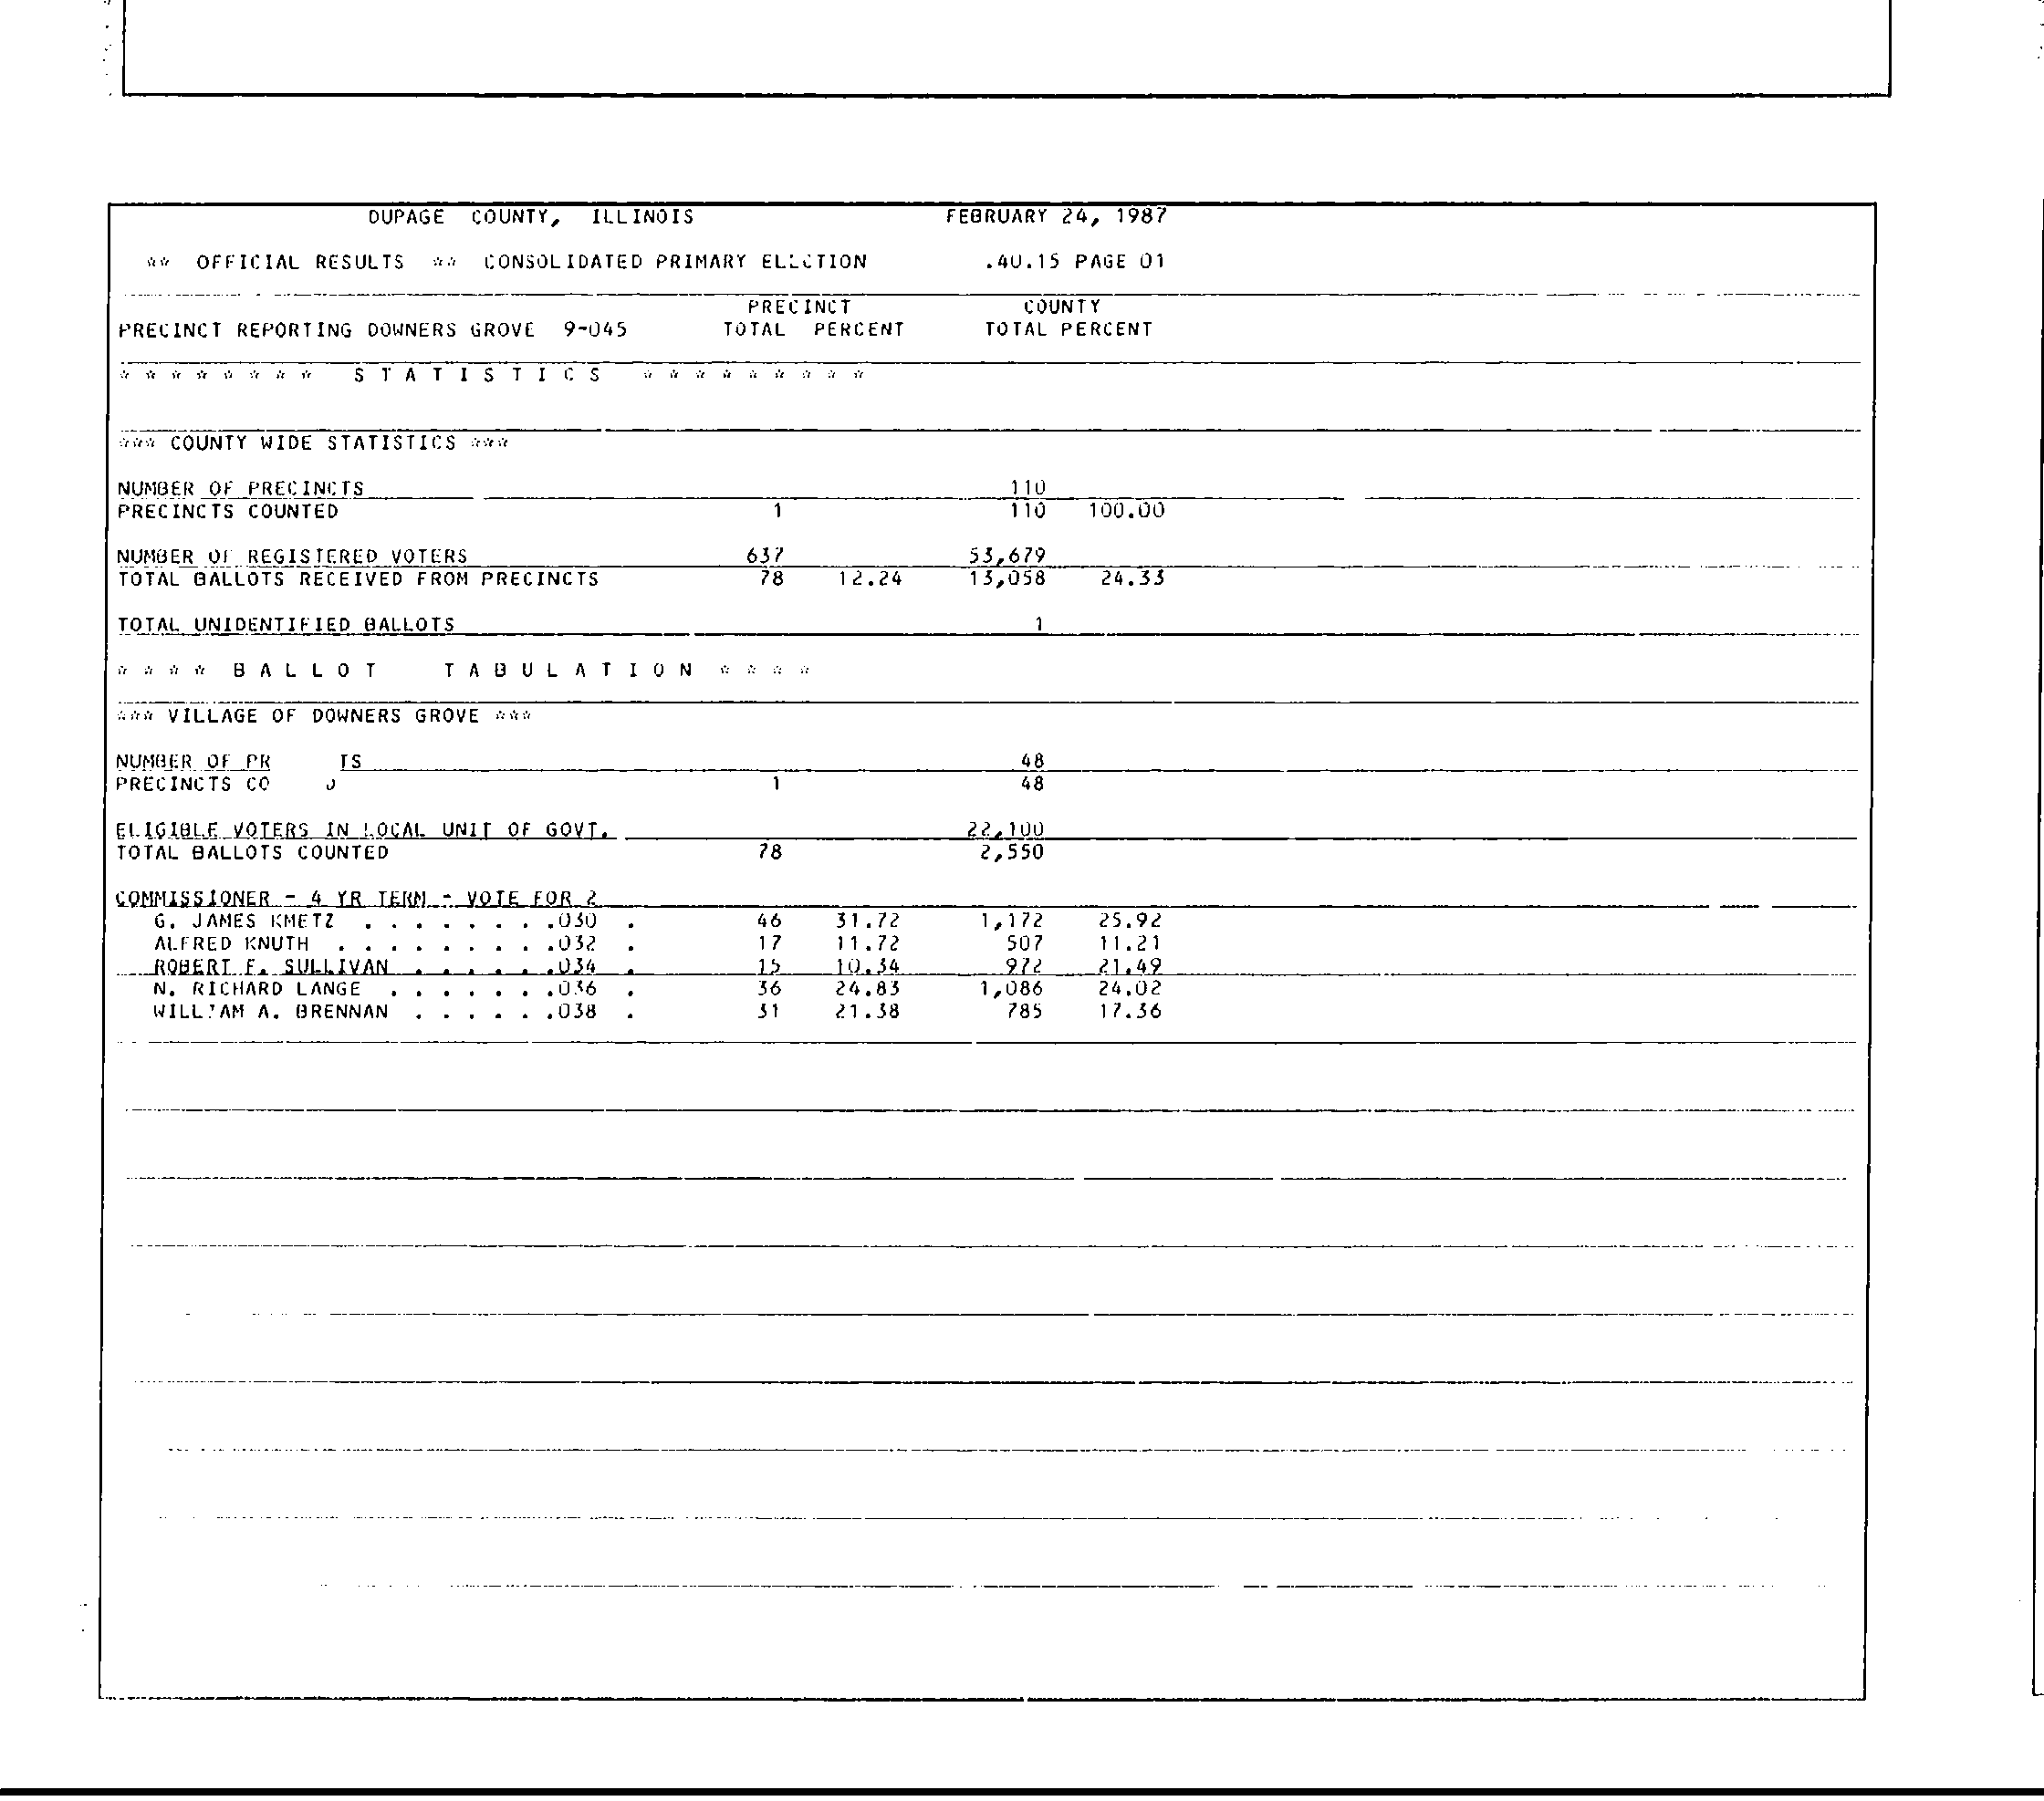 DUPAGE COUNTY, ILLINOIS FEBRUARY 24, 1987
** OFFICIAL RESULTS ** CONSOLIDATED PRIMARY ELECTION .40.15 PAGE 01
PRECINCT COUNTY
PRECINCT REPORTING DOWNERS GROVE 9-045 TOTAL PERCENT TOTAL PERCENT
* * * * * * * * S T A T I S T I C S * * * * * * * * *
*** COUNTY WIDE STATISTICS ***
NUMBER OF PRECINCTS 110
PRECINCTS COUNTED 1 110 100.00
NUMBER OF REGISTERED VOTERS 637 53,679
TOTAL BALLOTS RECEIVED FROM PRECINCTS 78 12.24 13,058 24.33
TOTAL UNIDENTIFIED BALLOTS 1
* * * * B A L L O T T A B U L A T I O N * * * *
*** VILLAGE OF DOWNERS GROVE ***
NUMBER OF PR TS 48
PRECINCTS CO 1 48
ELIGIBLE VOTERS IN LOCAL UNIT OF GOVT. 22,100
TOTAL BALLOTS COUNTED 78 2,550
COMMISSIONER - 4 YR TERM - VOTE FOR 2
G. JAMES KMETZ . . . . . . . .030 . 46 31.72 1,172 25.92
ALFRED KNUTH . . . . . . . . .032 . 17 11.72 507 11.21
ROBERT F. SULLIVAN . . . . . .034 . 15 10.34 972 21.49
N. RICHARD LANGE . . . . . . .036 . 36 24.83 1,086 24.02
WILLIAM A. BRENNAN . . . . . .038 . 31 21.38 785 17.36